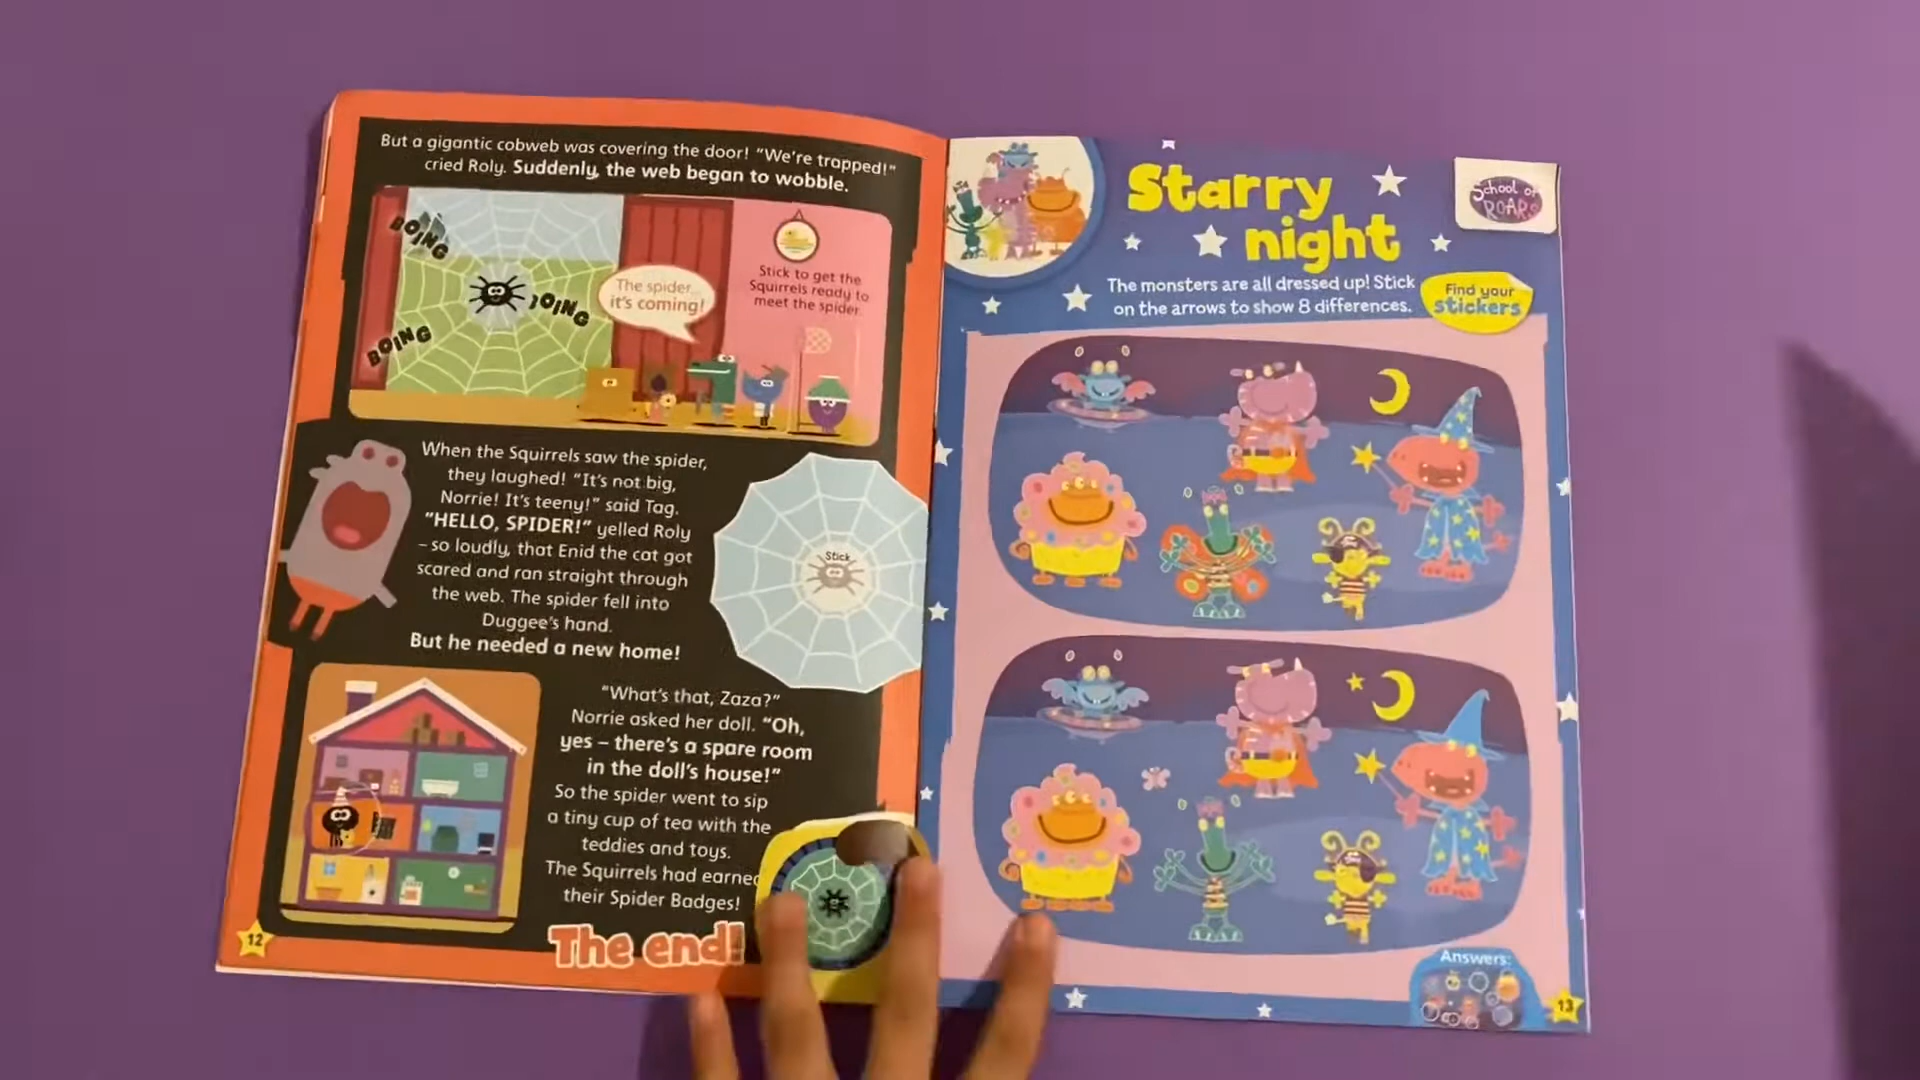 But a gigantic cobweb was covering the door! "We're trapped!"
cried Roly. Suddenly, the web began to wobble.
BOING
BOING
BOING
The spider...
it's coming!
Stick to get the
Squirrels ready to
meet the spider.
When the Squirrels saw the spider,
they laughed! "It's not big,
Norrie! It's teeny!" said Tag.
"HELLO, SPIDER!" yelled Roly
– so loudly, that Enid the cat got
scared and ran straight through
the web. The spider fell into
Duggee's hand.
But he needed a new home!
Stick
"What's that, Zaza?"
Norrie asked her doll. "Oh,
yes – there's a spare room
in the doll's house!"
So the spider went to sip
a tiny cup of tea with the
teddies and toys.
The Squirrels had earned
their Spider Badges!
The end!
12
Starry
night
School of
ROARS
The monsters are all dressed up! Stick
on the arrows to show 8 differences.
Find your
stickers
Answers:
13